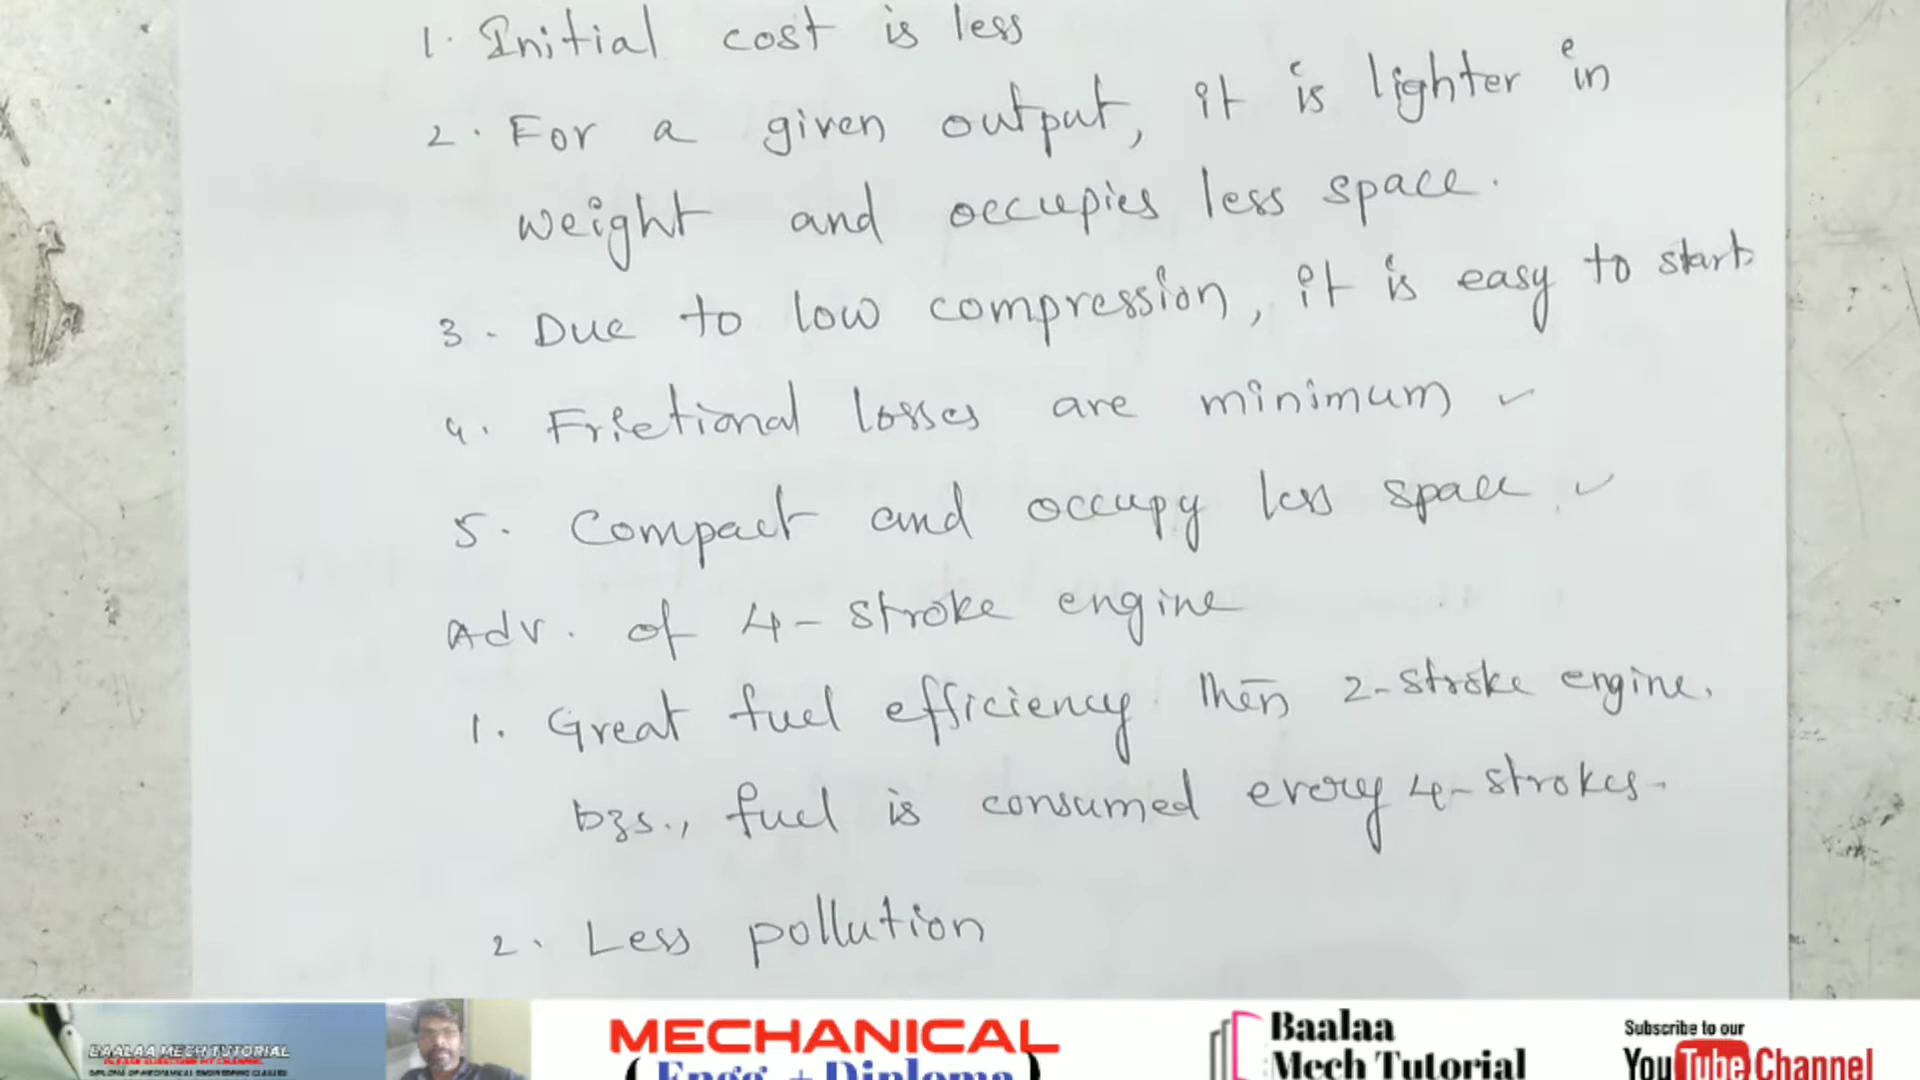 1. Initial cost is less
2. For a given output, it is lighter in
weight and occupies less space.
3. Due to low compression, it is easy to start
4. Frictional losses are minimum
5. Compact and occupy less space
Adv. of 4-stroke engine
1. Great fuel efficiency then 2-stroke engine.
bzs., fuel is consumed every 4-strokes.
2. Less pollution
BAALAA MECH TUTORIAL
MECHANICAL
(Engg. + Diploma)
Baalaa
Mech Tutorial
Subscribe to our
YouTube Channel